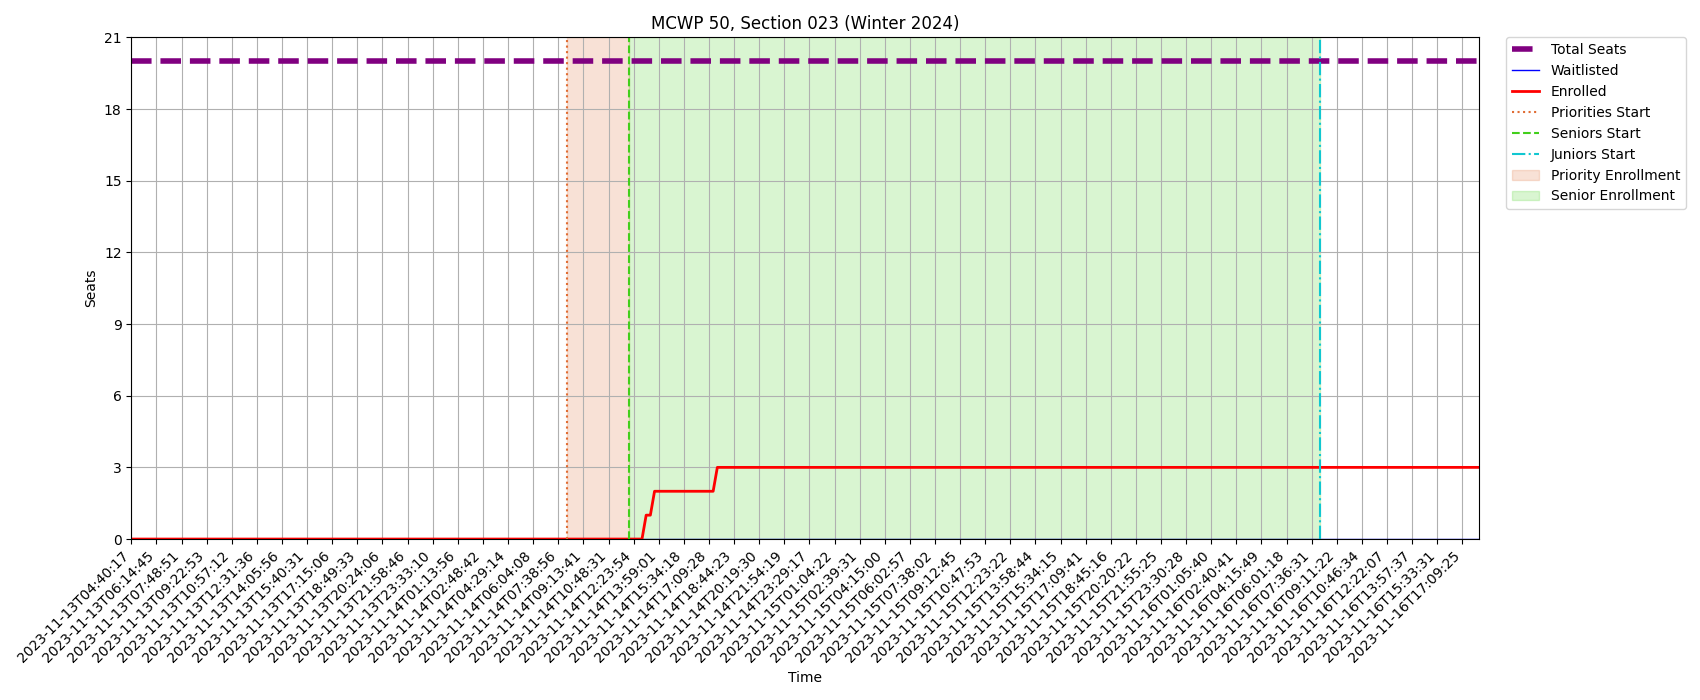 MCWP 50, Section 023 (Winter 2024)
Total Seats
Waitlisted
Enrolled
Priorities Start
Seniors Start
Juniors Start
Priority Enrollment
Senior Enrollment
Seats
21
18
15
12
9
6
3
0
2023-11-13T04:40:17
2023-11-13T06:14:45
2023-11-13T07:48:51
2023-11-13T09:22:53
2023-11-13T10:57:12
2023-11-13T12:31:36
2023-11-13T14:05:56
2023-11-13T15:40:31
2023-11-13T17:15:06
2023-11-13T18:49:33
2023-11-13T20:24:06
2023-11-13T21:58:46
2023-11-13T23:33:10
2023-11-14T01:13:56
2023-11-14T02:48:42
2023-11-14T04:29:14
2023-11-14T06:04:08
2023-11-14T07:38:56
2023-11-14T09:13:41
2023-11-14T10:48:31
2023-11-14T12:23:54
2023-11-14T13:59:01
2023-11-14T15:34:18
2023-11-14T17:09:28
2023-11-14T18:44:23
2023-11-14T20:19:30
2023-11-14T21:54:19
2023-11-14T23:29:17
2023-11-15T01:04:22
2023-11-15T02:39:31
2023-11-15T04:15:00
2023-11-15T06:02:57
2023-11-15T07:38:02
2023-11-15T09:12:45
2023-11-15T10:47:53
2023-11-15T12:23:22
2023-11-15T13:58:44
2023-11-15T15:34:15
2023-11-15T17:09:41
2023-11-15T18:45:16
2023-11-15T20:20:22
2023-11-15T21:55:25
2023-11-15T23:30:28
2023-11-16T01:05:40
2023-11-16T02:40:41
2023-11-16T04:15:49
2023-11-16T06:01:18
2023-11-16T07:36:31
2023-11-16T09:11:22
2023-11-16T10:46:34
2023-11-16T12:22:07
2023-11-16T13:57:37
2023-11-16T15:33:31
2023-11-16T17:09:25
Time